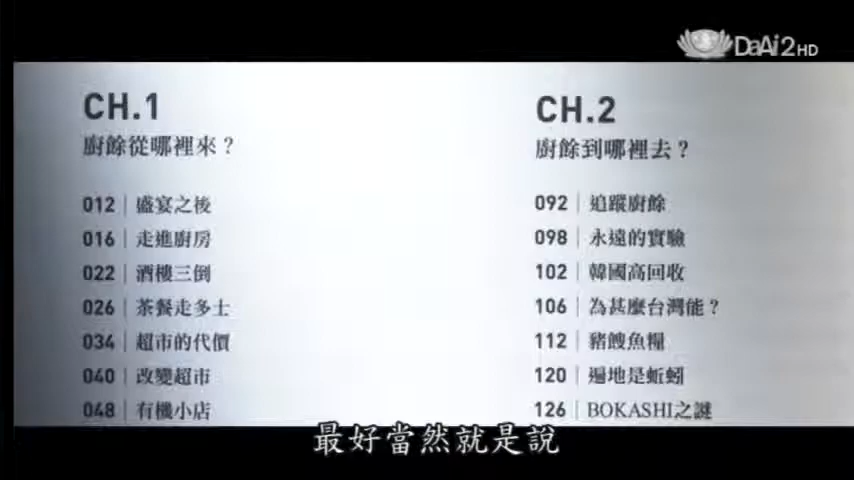 DaAi2HD
CH.1
廚餘從哪裡來？
012｜盛宴之後
016｜走進廚房
022｜酒樓三倒
026｜茶餐走多士
034｜超市的代價
040｜改變超市
048｜有機小店
CH.2
廚餘到哪裡去？
092｜追蹤廚餘
098｜永遠的實驗
102｜韓國高回收
106｜為甚麼台灣能？
112｜豬餿魚糧
120｜遍地是蚯蚓
126｜BOKASHI之謎
最好當然就是說